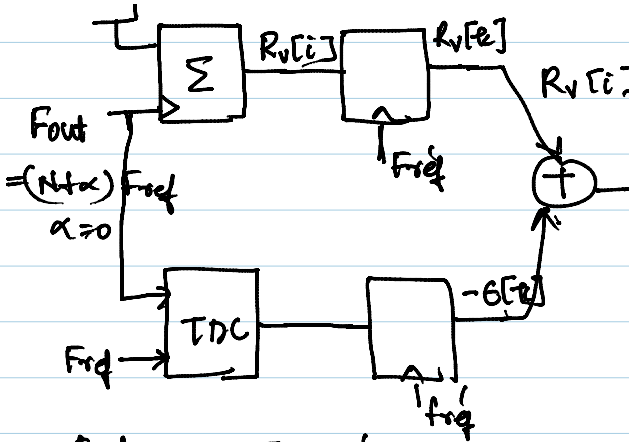 Σ
Rv[i]
Rv[k]
Rv[i]
Fout
=(N+α) Fref
α=0
Fref'
+
TDC
Fref
-ε[k]
fref'